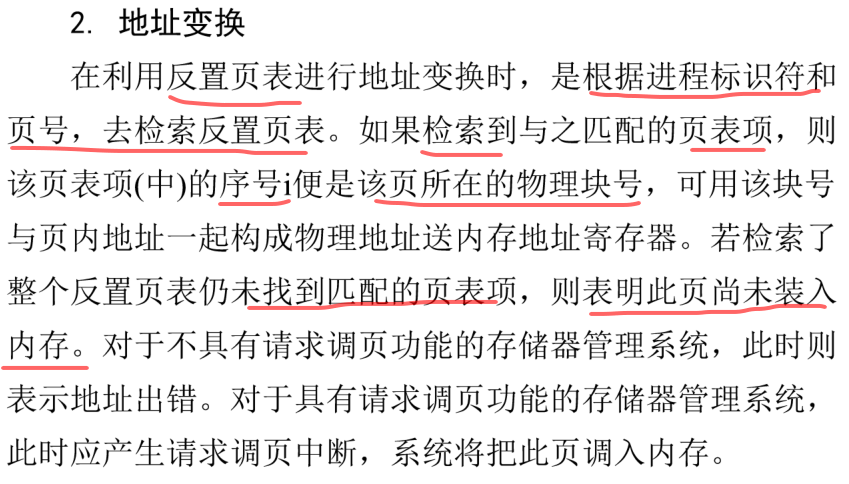 2. 地址变换
在利用反置页表进行地址变换时，是根据进程标识符和
页号，去检索反置页表。如果检索到与之匹配的页表项，则
该页表项(中)的序号i便是该页所在的物理块号，可用该块号
与页内地址一起构成物理地址送内存地址寄存器。若检索了
整个反置页表仍未找到匹配的页表项，则表明此页尚未装入
内存。对于不具有请求调页功能的存储器管理系统，此时则
表示地址出错。对于具有请求调页功能的存储器管理系统，
此时应产生请求调页中断，系统将把此页调入内存。